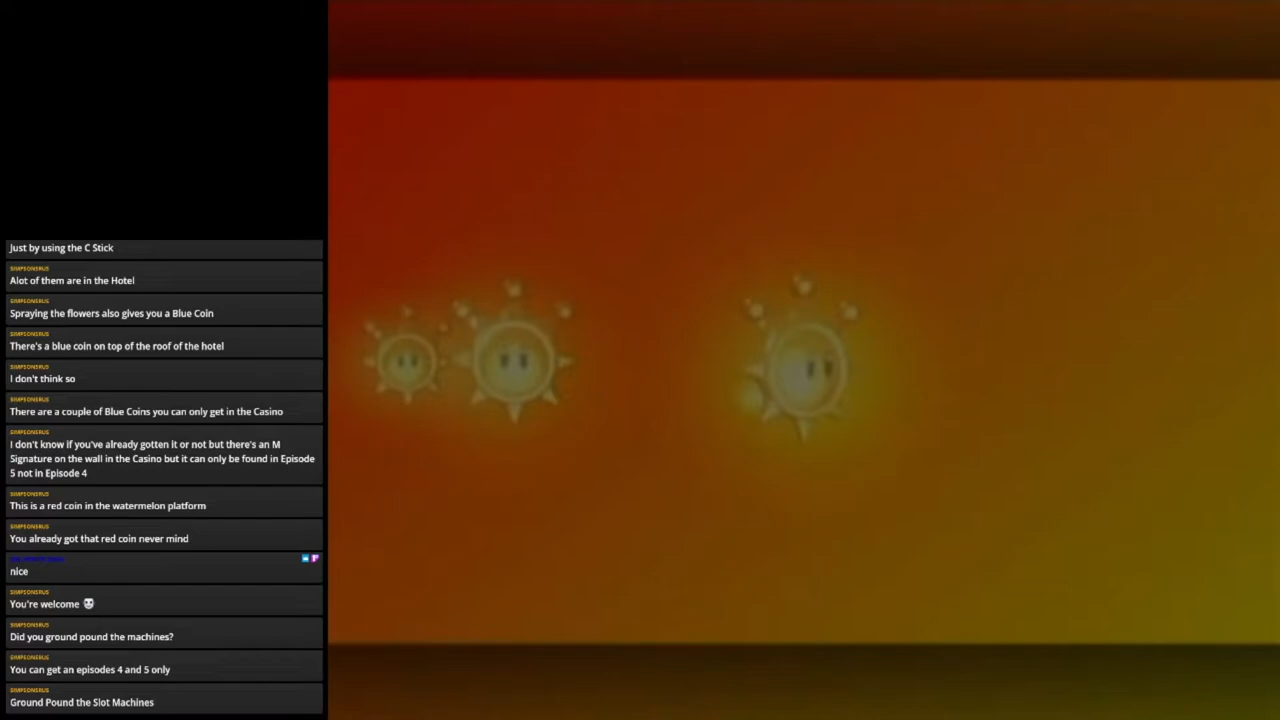 Just by using the C Stick
SIMPSONSRUS
Alot of them are in the Hotel
SIMPSONSRUS
Spraying the flowers also gives you a Blue Coin
SIMPSONSRUS
There's a blue coin on top of the roof of the hotel
SIMPSONSRUS
I don't think so
SIMPSONSRUS
There are a couple of Blue Coins you can only get in the Casino
SIMPSONSRUS
I don't know if you've already gotten it or not but there's an M
Signature on the wall in the Casino but it can only be found in Episode
5 not in Episode 4
SIMPSONSRUS
This is a red coin in the watermelon platform
SIMPSONSRUS
You already got that red coin never mind
nice
SIMPSONSRUS
You're welcome
SIMPSONSRUS
Did you ground pound the machines?
SIMPSONSRUS
You can get an episodes 4 and 5 only
SIMPSONSRUS
Ground Pound the Slot Machines